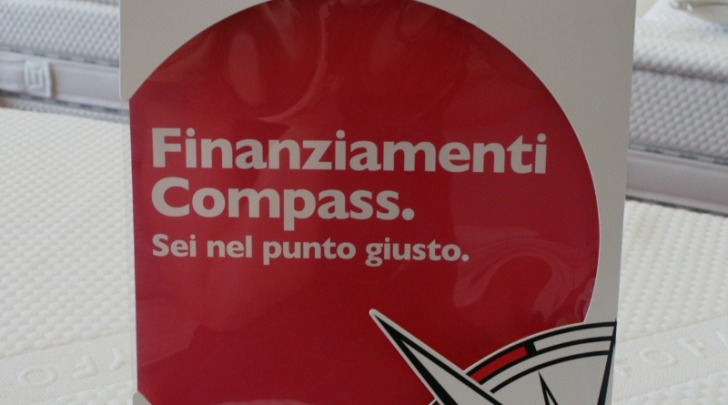 Finanziamenti
Compass.
Sei nel punto giusto.